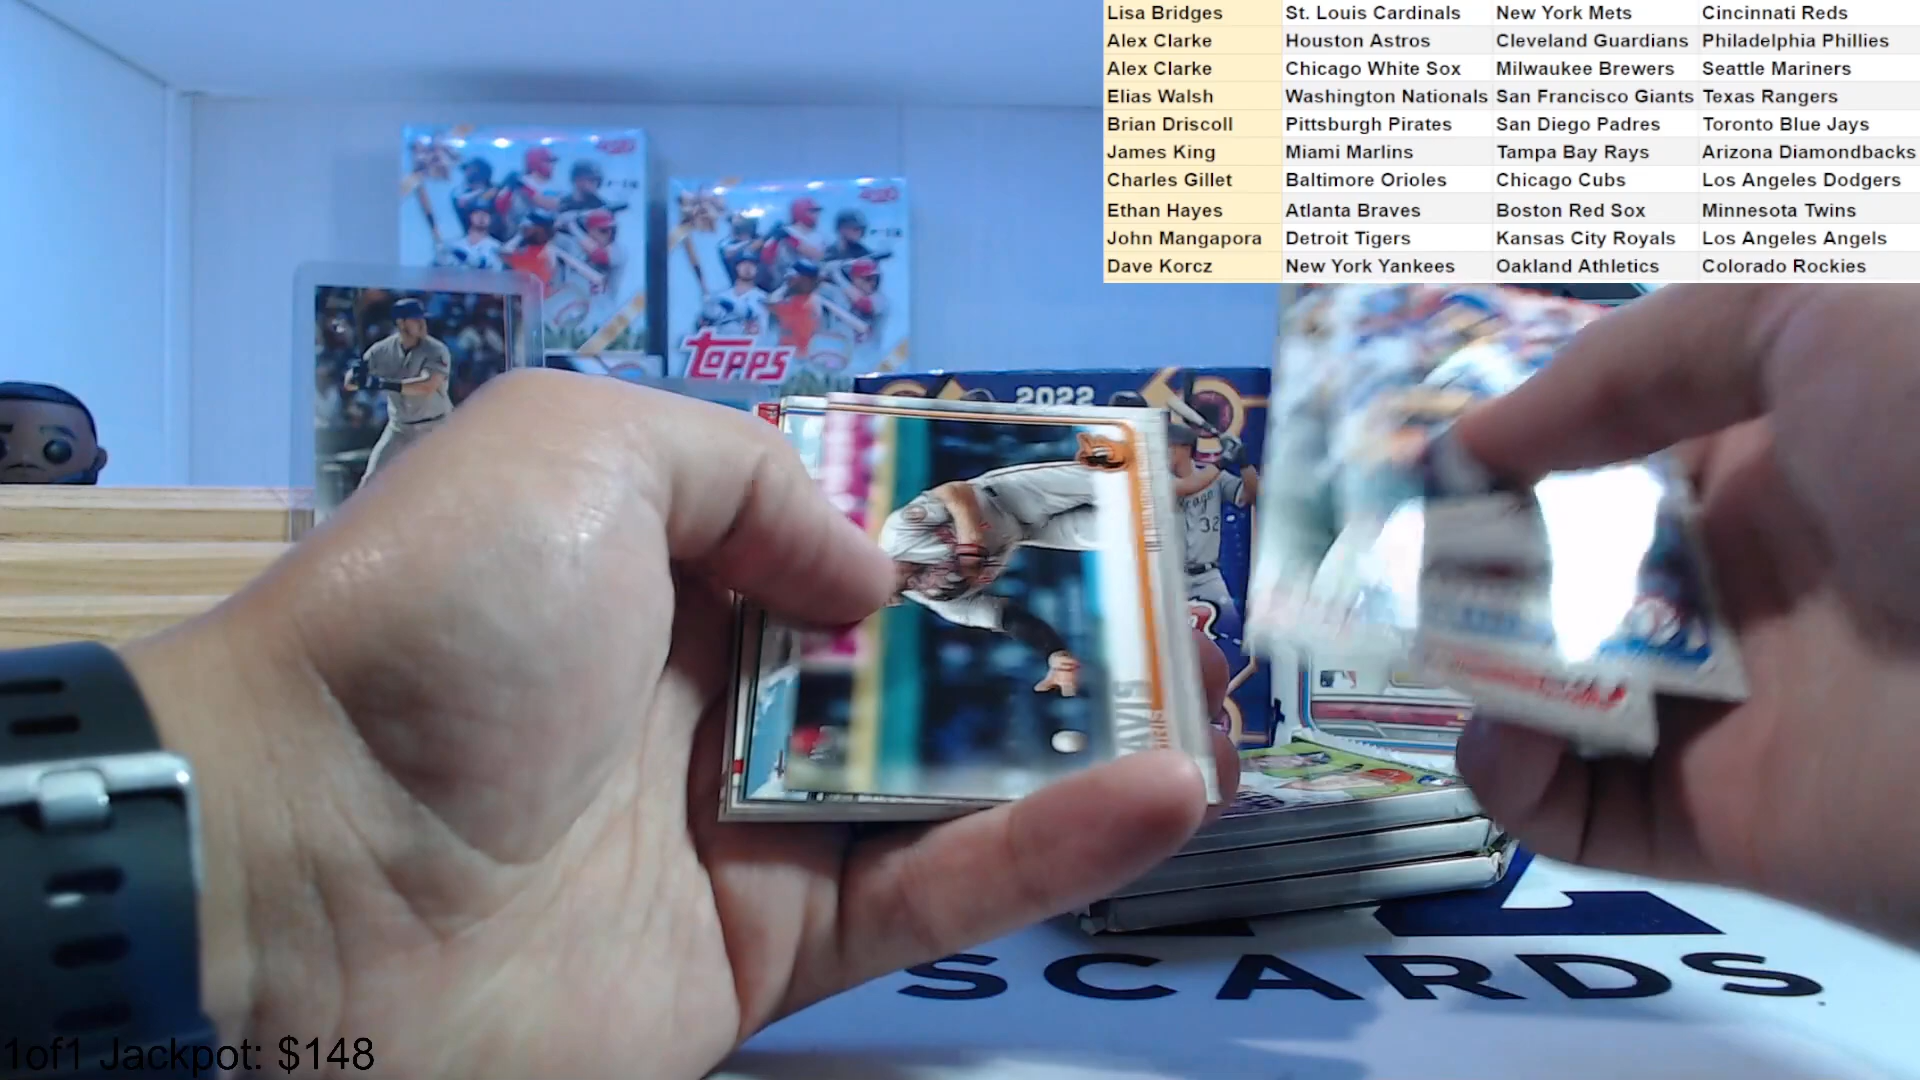 Lisa Bridges St. Louis Cardinals New York Mets Cincinnati Reds
Alex Clarke Houston Astros Cleveland Guardians Philadelphia Phillies
Alex Clarke Chicago White Sox Milwaukee Brewers Seattle Mariners
Elias Walsh Washington Nationals San Francisco Giants Texas Rangers
Brian Driscoll Pittsburgh Pirates San Diego Padres Toronto Blue Jays
James King Miami Marlins Tampa Bay Rays Arizona Diamondbacks
Charles Gillet Baltimore Orioles Chicago Cubs Los Angeles Dodgers
Ethan Hayes Atlanta Braves Boston Red Sox Minnesota Twins
John Mangapora Detroit Tigers Kansas City Royals Los Angeles Angels
Dave Korcz New York Yankees Oakland Athletics Colorado Rockies
TOPPS
2022
32
SCARDS
1of1 Jackpot: $148